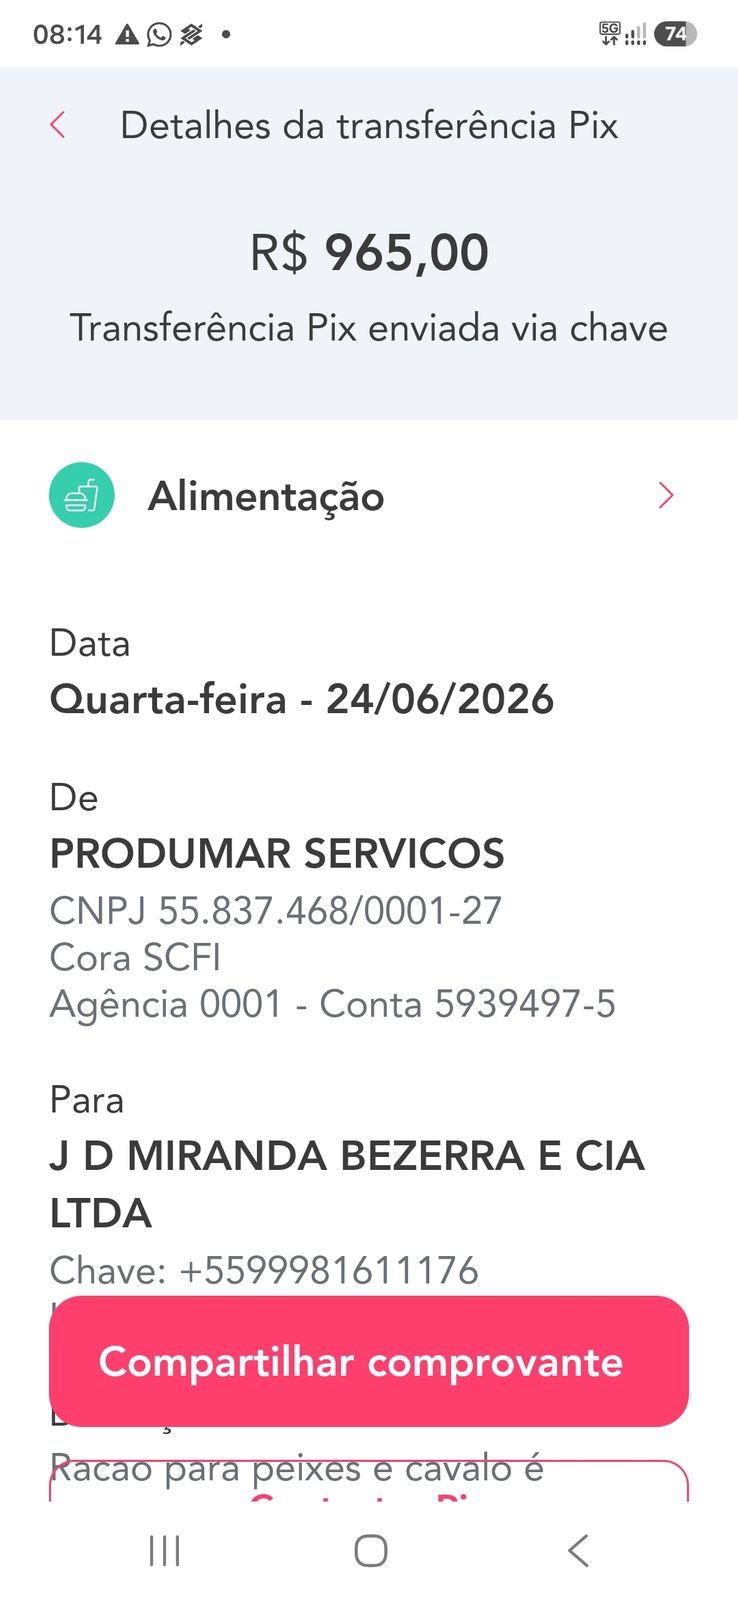 08:14
5G
74
Detalhes da transferência Pix
R$ 965,00
Transferência Pix enviada via chave
Alimentação
Data
Quarta-feira - 24/06/2026
De
PRODUMAR SERVICOS
CNPJ 55.837.468/0001-27
Cora SCFI
Agência 0001 - Conta 5939497-5
Para
J D MIRANDA BEZERRA E CIA
LTDA
Chave: +5599981611176
Compartilhar comprovante
Racao para peixes e cavalo é